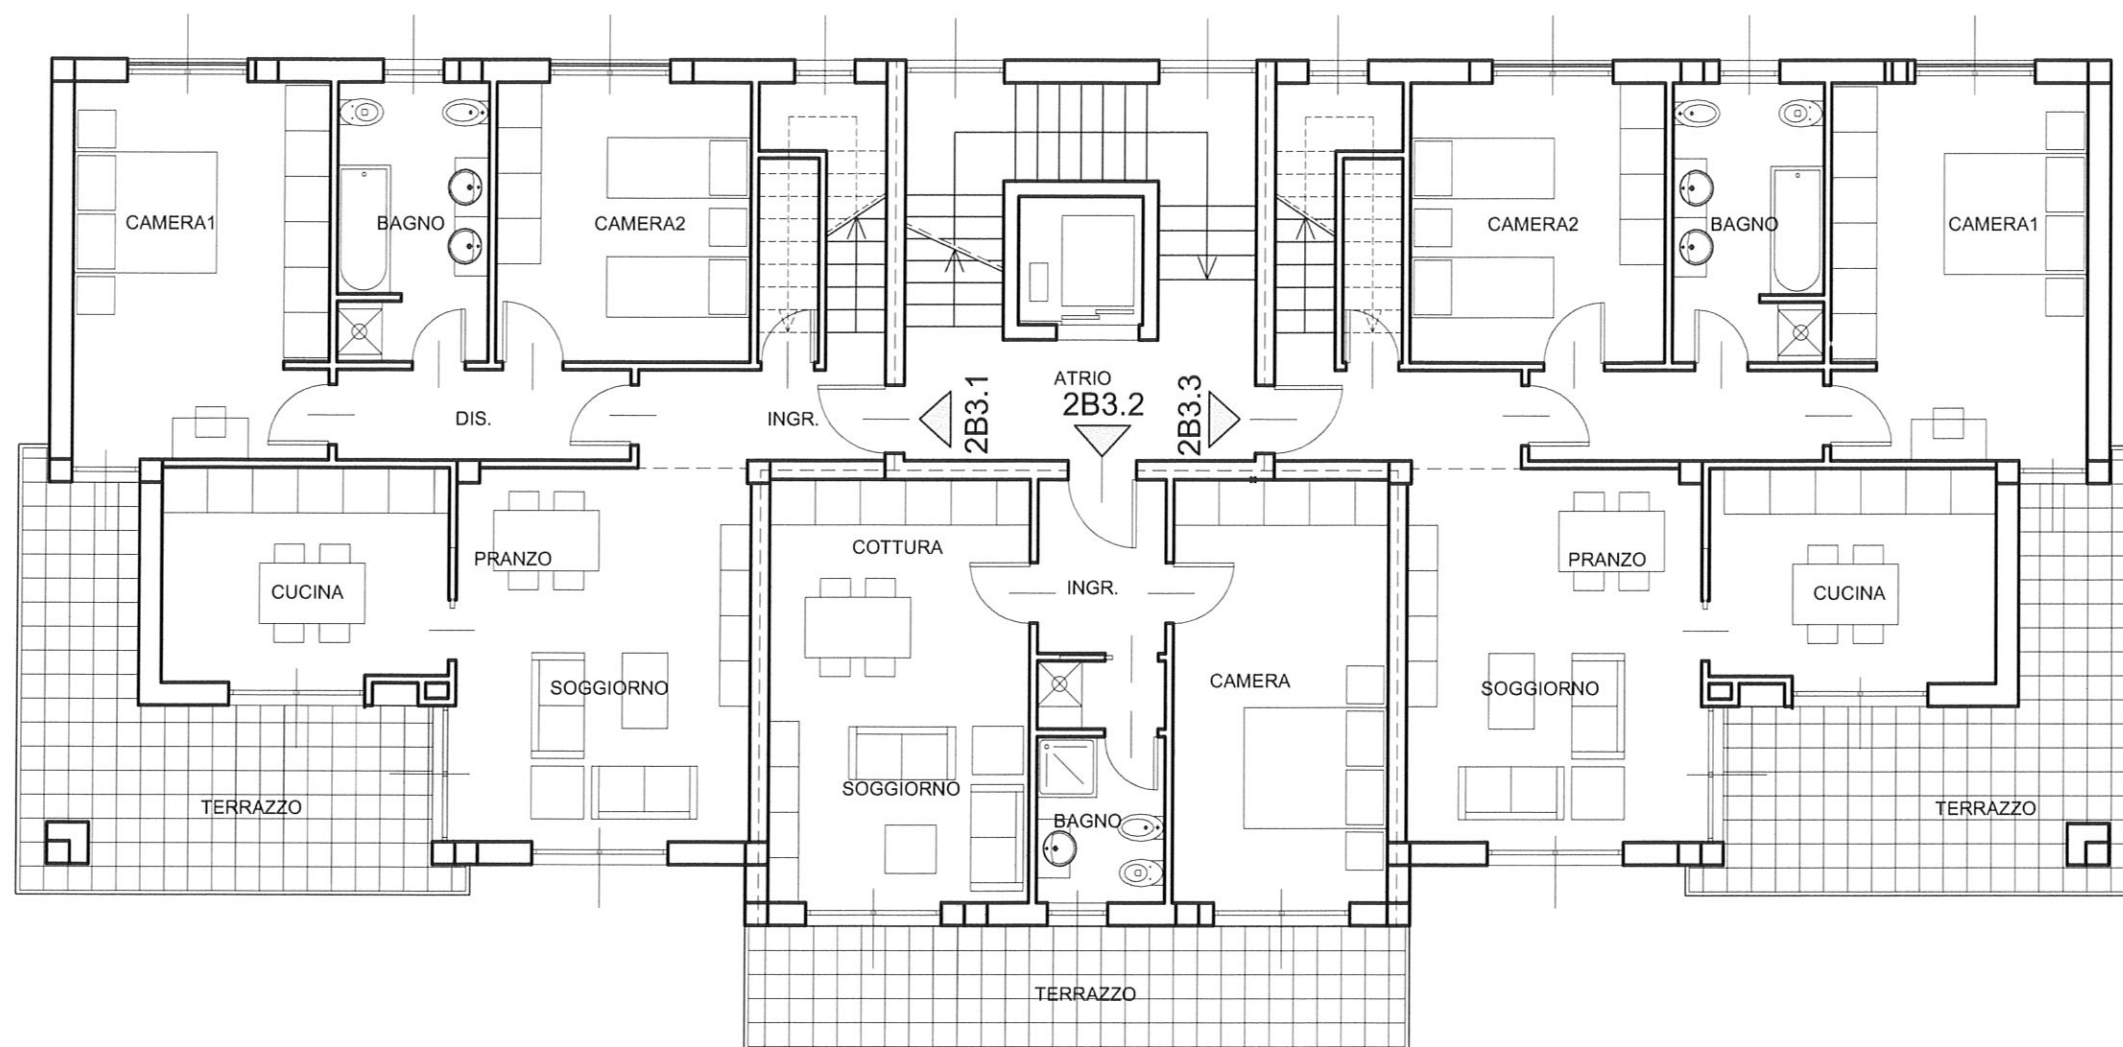 CAMERA1
BAGNO
CAMERA2
CAMERA2
BAGNO
CAMERA1
DIS.
INGR.
2B3.1
ATRIO
2B3.2
2B3.3
CUCINA
PRANZO
COTTURA
INGR.
PRANZO
CUCINA
SOGGIORNO
CAMERA
SOGGIORNO
TERRAZZO
SOGGIORNO
BAGNO
TERRAZZO
TERRAZZO